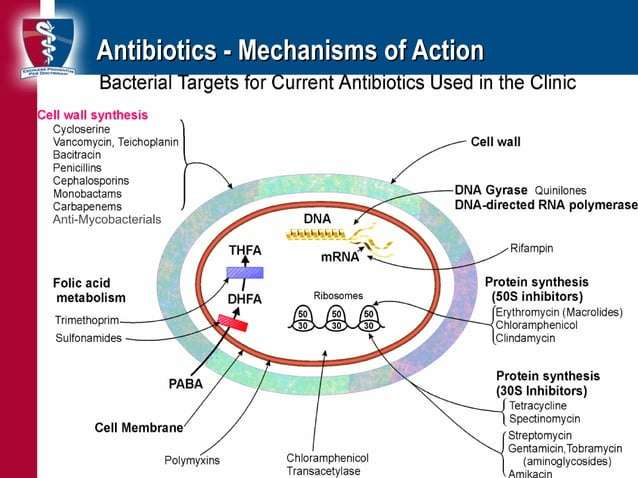 Antibiotics - Mechanisms of Action
Bacterial Targets for Current Antibiotics Used in the Clinic
Cell wall synthesis
Cycloserine
Vancomycin, Teichoplanin
Bacitracin
Penicillins
Cephalosporins
Monobactams
Carbapenems
Anti-Mycobacterials
Cell wall
DNA Gyrase Quinilones
DNA-directed RNA polymerase
DNA
THFA
mRNA
Rifampin
Folic acid
metabolism
Trimethoprim
Sulfonamides
DHFA
Ribosomes
50 50 50
30 30 30
Protein synthesis
(50S inhibitors)
Erythromycin (Macrolides)
Chloramphenicol
Clindamycin
PABA
Protein synthesis
(30S Inhibitors)
Tetracycline
Spectinomycin
Streptomycin
Gentamicin,Tobramycin
(aminoglycosides)
Amikacin
Cell Membrane
Polymyxins
Chloramphenicol
Transacetylase